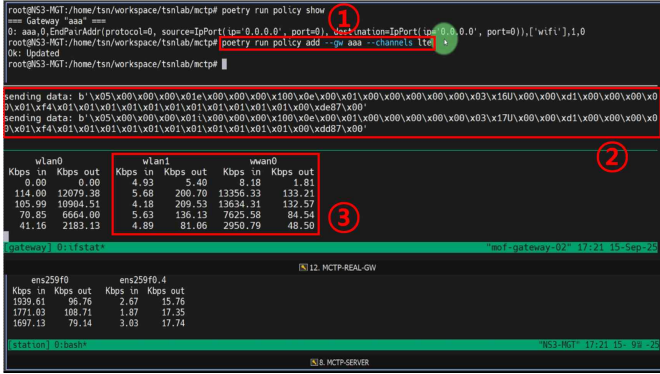 root@NS3-MGT:/home/tsn/workspace/tsnlab/mctp# poetry run policy show
=== Gateway "aaa" ===
0: aaa,0,EndPairAddr(protocol=0, source=IpPort(ip='0.0.0.0', port=0), destination=IpPort(ip='0.0.0.0', port=0)),['wifi'],1,0
root@NS3-MGT:/home/tsn/workspace/tsnlab/mctp# poetry run policy add --gw aaa --channels lte
Ok: Updated
root@NS3-MGT:/home/tsn/workspace/tsnlab/mctp#
①
sending data: b'\x05\x00\x00\x00\x01e\x00\x00\x00\x100\x0e\x00\x01\x00\x00\x00\x00\x00\x03\x16U\x00\x00\xd1\x00\x00\x00\x0
0\x01\xf4\x01\x01\x01\x01\x01\x01\x01\x01\x01\x01\x00\xde87\x00'
sending data: b'\x05\x00\x00\x00\x01i\x00\x00\x00\x100\x0e\x00\x01\x00\x00\x00\x00\x00\x03\x17U\x00\x00\xd1\x00\x00\x00\x0
0\x01\xf4\x01\x01\x01\x01\x01\x01\x01\x01\x01\x01\x00\xdd87\x00'
②
wlan0 wlan1 wwan0
Kbps in Kbps out Kbps in Kbps out Kbps in Kbps out
0.00 0.00 4.93 5.40 8.18 1.81
114.00 12079.38 5.68 200.70 13356.33 133.21
105.99 10904.51 4.18 209.53 13634.31 132.57
70.85 6664.00 5.63 136.13 7625.58 84.54
41.16 2183.13 4.89 81.06 2950.79 48.50
③
[gateway] 0:ifstat* "mof-gateway-02" 17:21 15-Sep-25
12. MCTP-REAL-GW
ens259f0 ens259f0.4
Kbps in Kbps out Kbps in Kbps out
1939.61 96.76 2.67 15.76
1771.03 108.71 1.87 17.35
1697.13 79.14 3.03 17.74
[station] 0:bash* "NS3-MGT" 17:21 15- 9월 -25
8. MCTP-SERVER